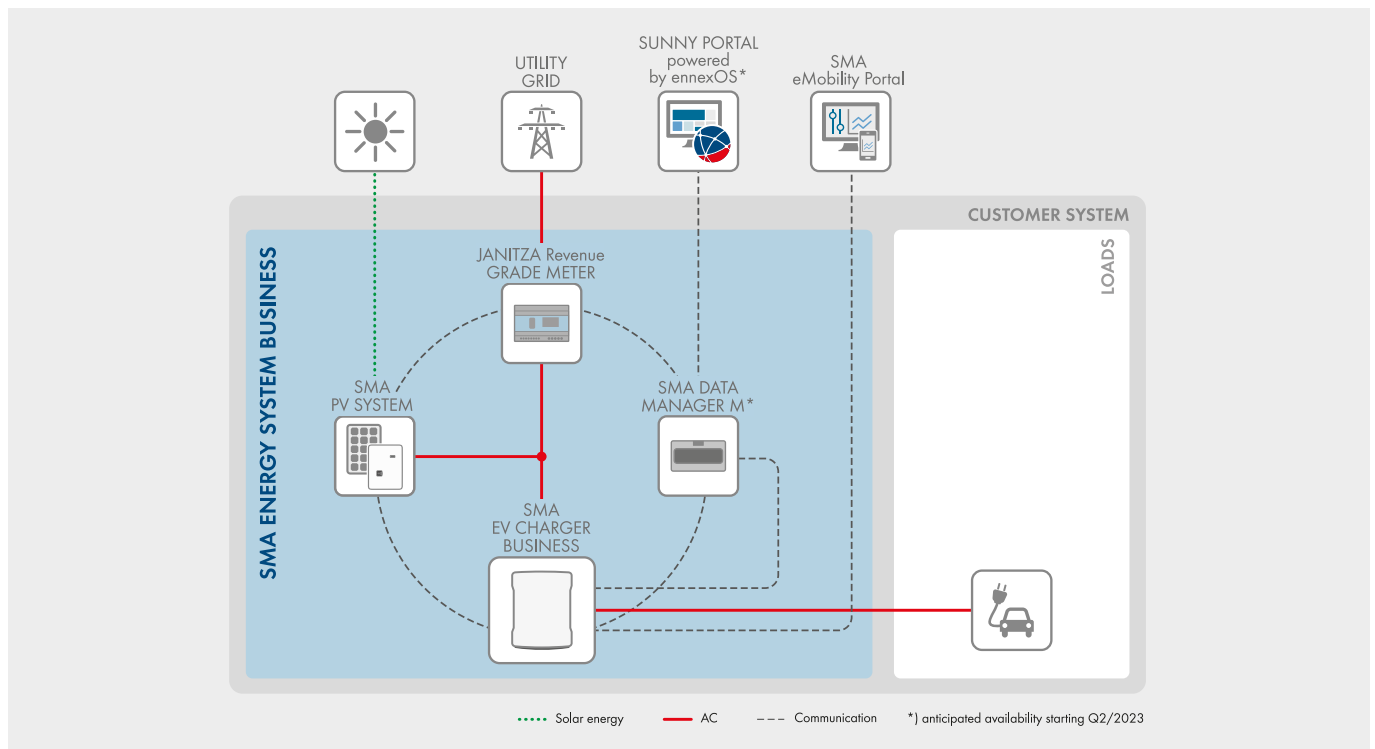 UTILITY
GRID
SUNNY PORTAL
powered
by ennexOS*
SMA
eMobility Portal
CUSTOMER SYSTEM
SMA ENERGY SYSTEM BUSINESS
LOADS
JANITZA Revenue
GRADE METER
SMA
PV SYSTEM
SMA DATA
MANAGER M*
SMA
EV CHARGER
BUSINESS
Solar energy
AC
Communication
*) anticipated availability starting Q2/2023